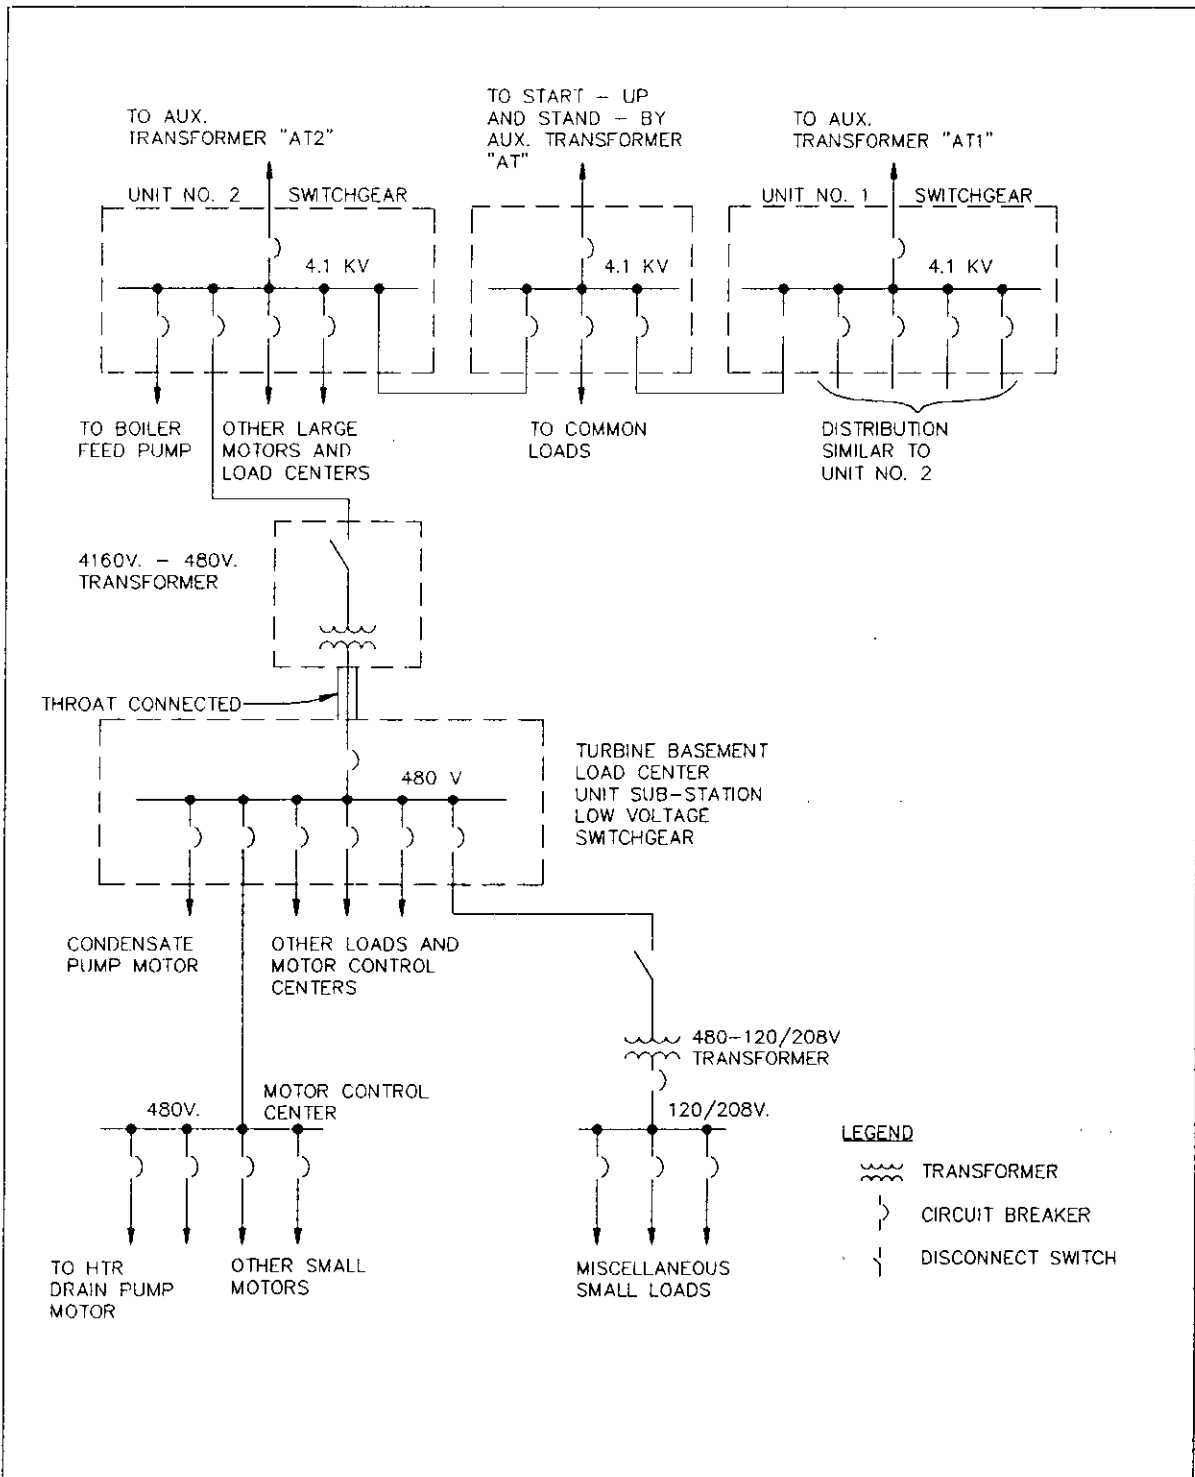 TO AUX.
TRANSFORMER "AT2"
TO START - UP
AND STAND - BY
AUX. TRANSFORMER
"AT"
TO AUX.
TRANSFORMER "AT1"
UNIT NO. 2 SWITCHGEAR
UNIT NO. 1 SWITCHGEAR
4.1 KV
4.1 KV
4.1 KV
TO BOILER
FEED PUMP
OTHER LARGE
MOTORS AND
LOAD CENTERS
TO COMMON
LOADS
DISTRIBUTION
SIMILAR TO
UNIT NO. 2
4160V. - 480V.
TRANSFORMER
THROAT CONNECTED
480 V
TURBINE BASEMENT
LOAD CENTER
UNIT SUB-STATION
LOW VOLTAGE
SWITCHGEAR
CONDENSATE
PUMP MOTOR
OTHER LOADS AND
MOTOR CONTROL
CENTERS
480-120/208V
TRANSFORMER
480V.
MOTOR CONTROL
CENTER
120/208V.
TO HTR
DRAIN PUMP
MOTOR
OTHER SMALL
MOTORS
MISCELLANEOUS
SMALL LOADS
LEGEND
TRANSFORMER
CIRCUIT BREAKER
DISCONNECT SWITCH